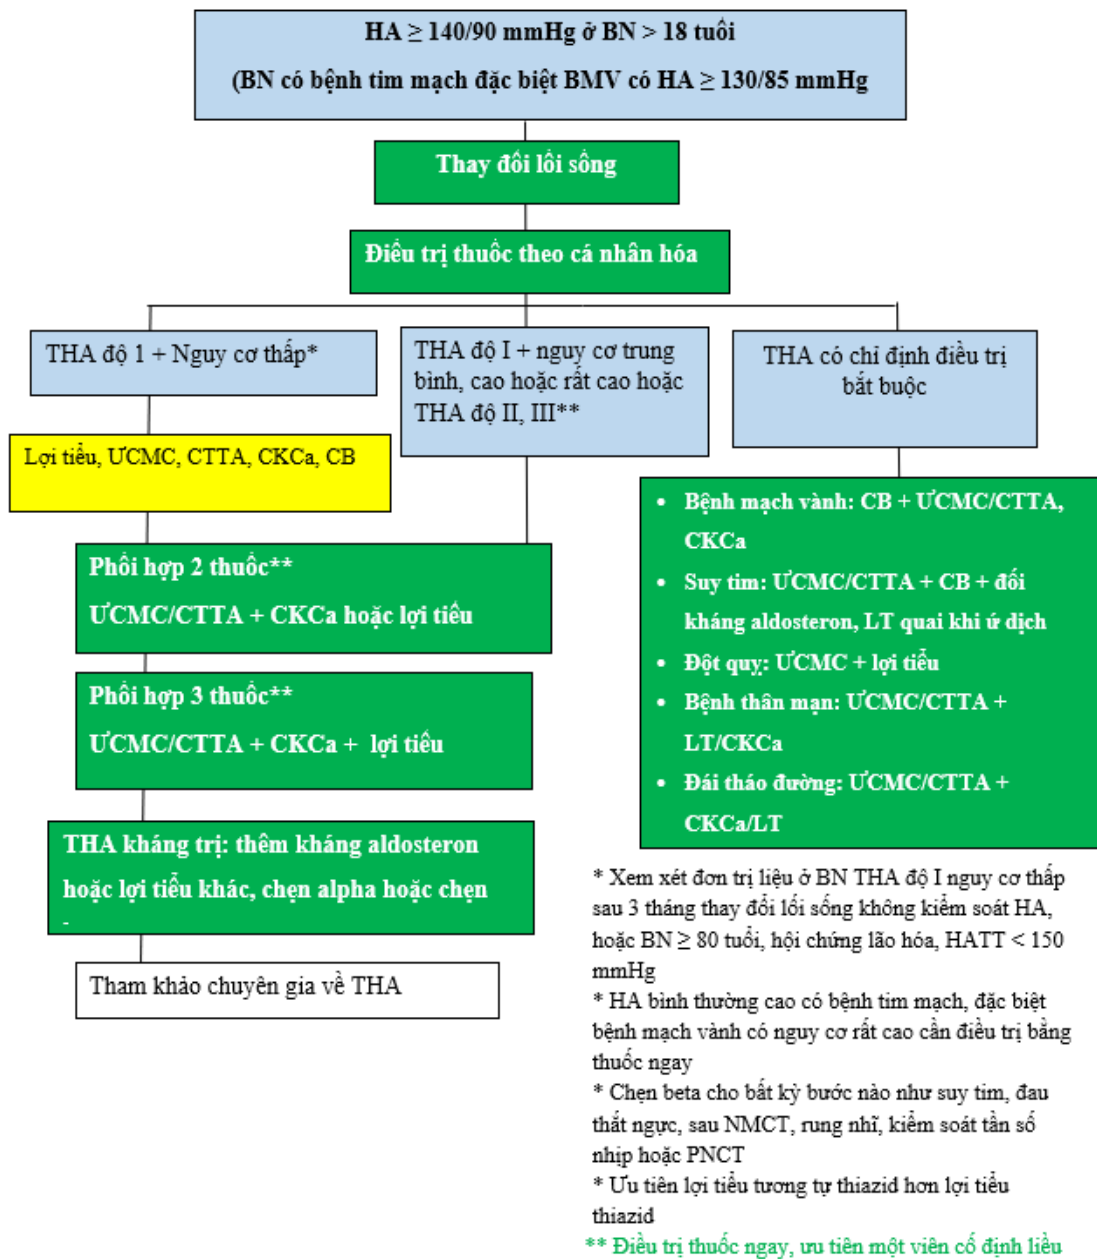 HA ≥ 140/90 mmHg ở BN > 18 tuổi
(BN có bệnh tim mạch đặc biệt BMV có HA ≥ 130/85 mmHg
Thay đổi lối sống
Điều trị thuốc theo cá nhân hóa
THA độ 1 + Nguy cơ thấp*
THA độ I + nguy cơ trung
bình, cao hoặc rất cao hoặc
THA độ II, III**
THA có chỉ định điều trị
bắt buộc
Lợi tiểu, ƯCMC, CTTA, CKCa, CB
Phối hợp 2 thuốc**
ƯCMC/CTTA + CKCa hoặc lợi tiểu
Phối hợp 3 thuốc**
ƯCMC/CTTA + CKCa + lợi tiểu
THA kháng trị: thêm kháng aldosteron
hoặc lợi tiểu khác, chẹn alpha hoặc chẹn
Tham khảo chuyên gia về THA
• Bệnh mạch vành: CB + ƯCMC/CTTA,
CKCa
• Suy tim: ƯCMC/CTTA + CB + đối
kháng aldosteron, LT quai khi ứ dịch
• Đột quỵ: ƯCMC + lợi tiểu
• Bệnh thân mạn: ƯCMC/CTTA +
LT/CKCa
• Đái tháo đường: ƯCMC/CTTA +
CKCa/LT
* Xem xét đơn trị liệu ở BN THA độ I nguy cơ thấp
sau 3 tháng thay đổi lối sống không kiểm soát HA,
hoặc BN ≥ 80 tuổi, hội chứng lão hóa, HATT < 150
mmHg
* HA bình thường cao có bệnh tim mạch, đặc biệt
bệnh mạch vành có nguy cơ rất cao cần điều trị bằng
thuốc ngay
* Chẹn beta cho bất kỳ bước nào như suy tim, đau
thắt ngực, sau NMCT, rung nhĩ, kiểm soát tần số
nhịp hoặc PNCT
* Ưu tiên lợi tiểu tương tự thiazid hơn lợi tiểu
thiazid
** Điều trị thuốc ngay, ưu tiên một viên cố định liều